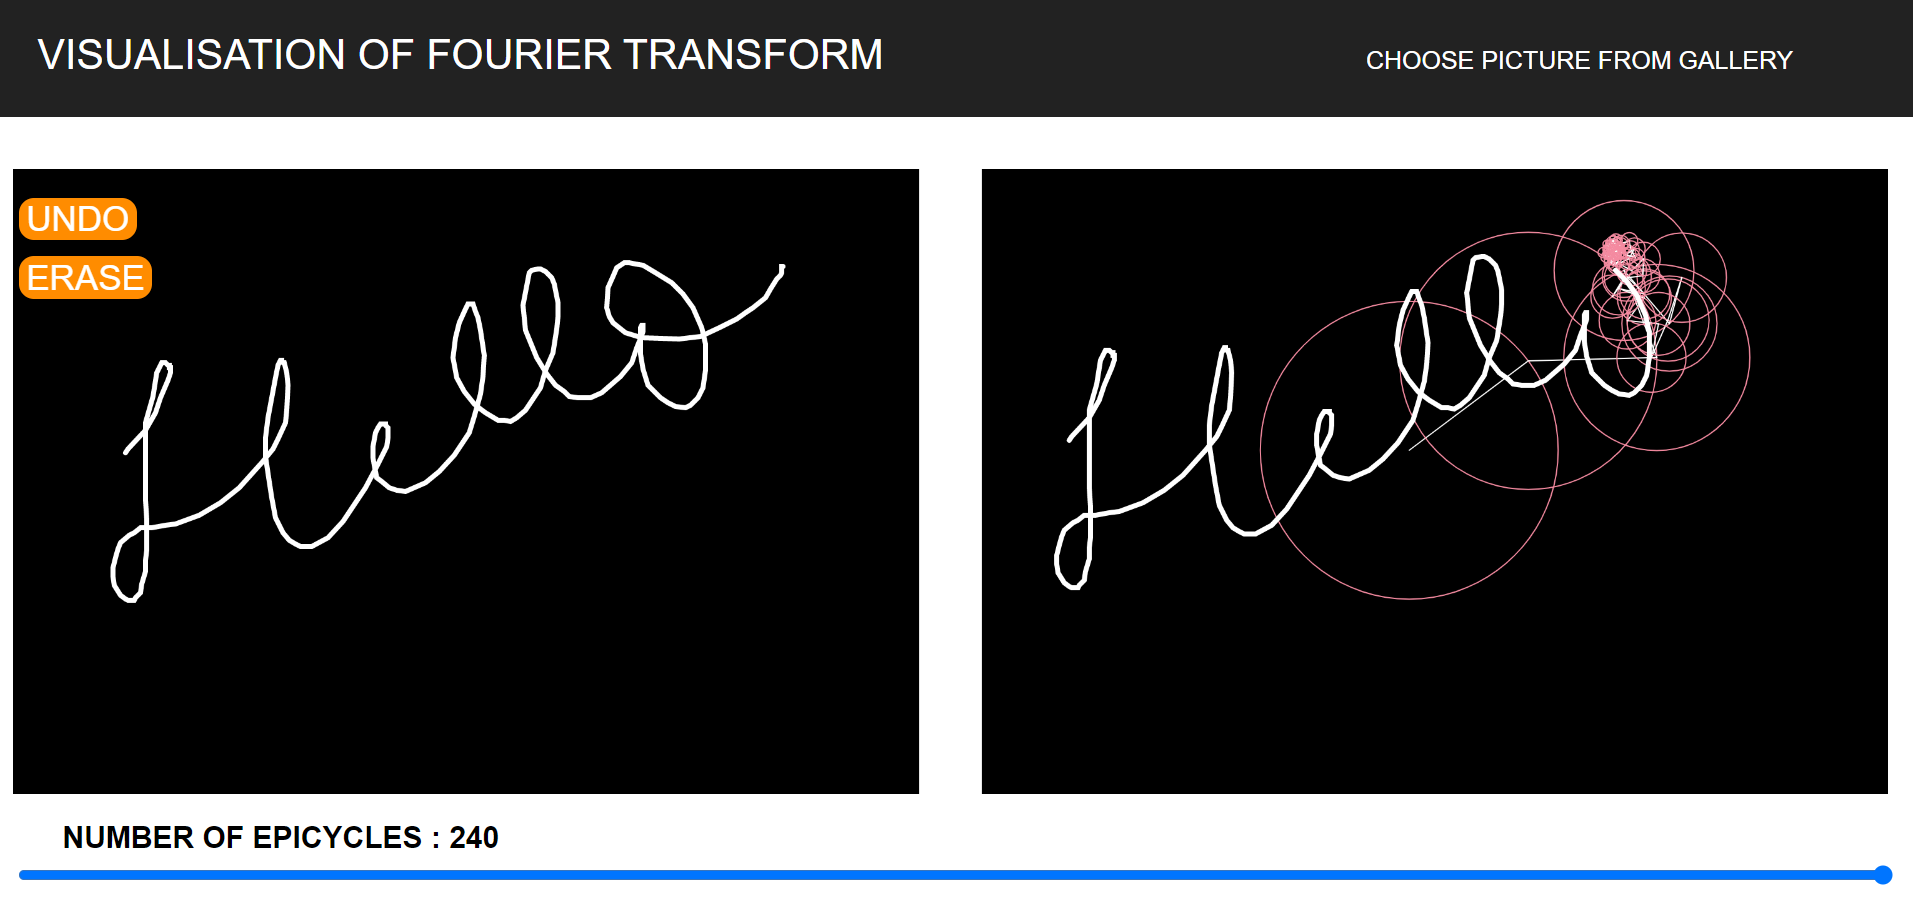 VISUALISATION OF FOURIER TRANSFORM
CHOOSE PICTURE FROM GALLERY
UNDO
ERASE
Hello
Hello
NUMBER OF EPICYCLES : 240